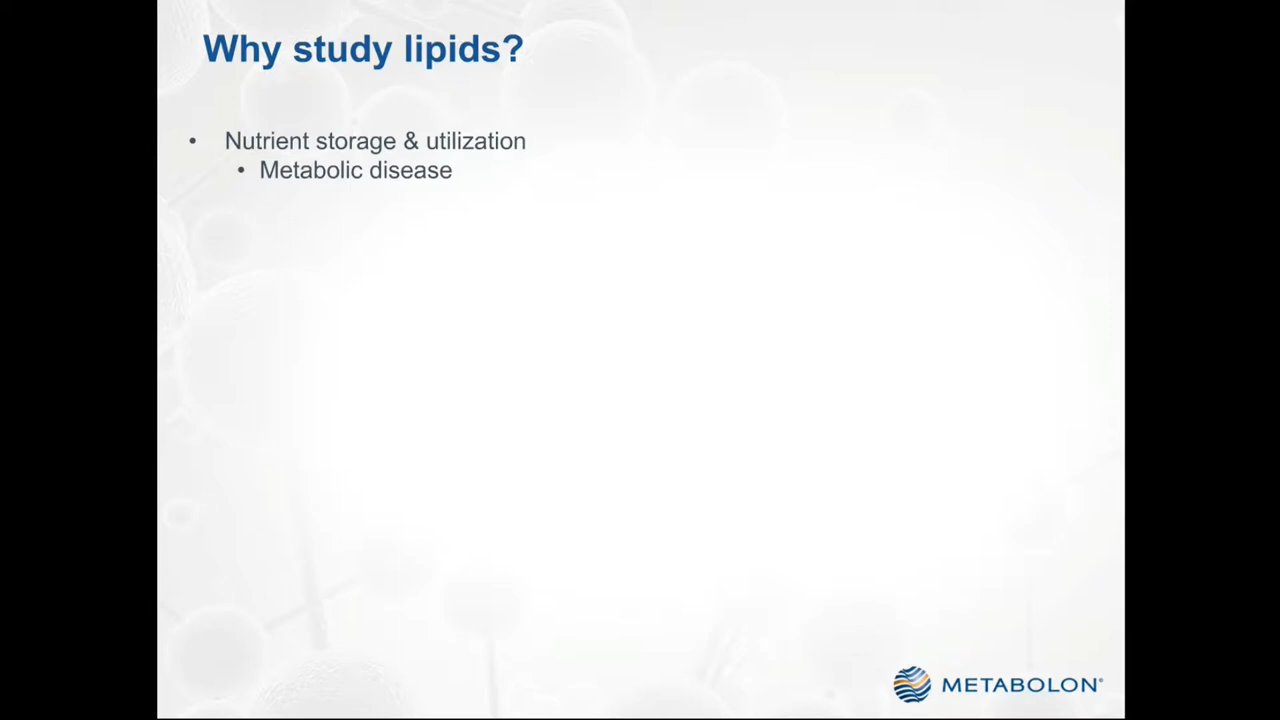 Why study lipids?
• Nutrient storage & utilization
• Metabolic disease
METABOLON®